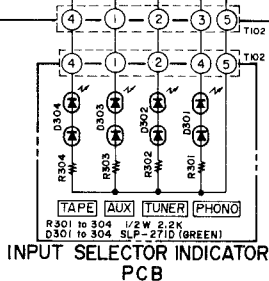 4 1 2 3 5
T102
T102
4 1 2 4 5
D304 D303 D302 D301
R304 R303 R302 R301
TAPE AUX TUNER PHONO
R301 to 304 1/2W 2.2K
D301 to 304 SLP-271D (GREEN)
INPUT SELECTOR INDICATOR
PCB